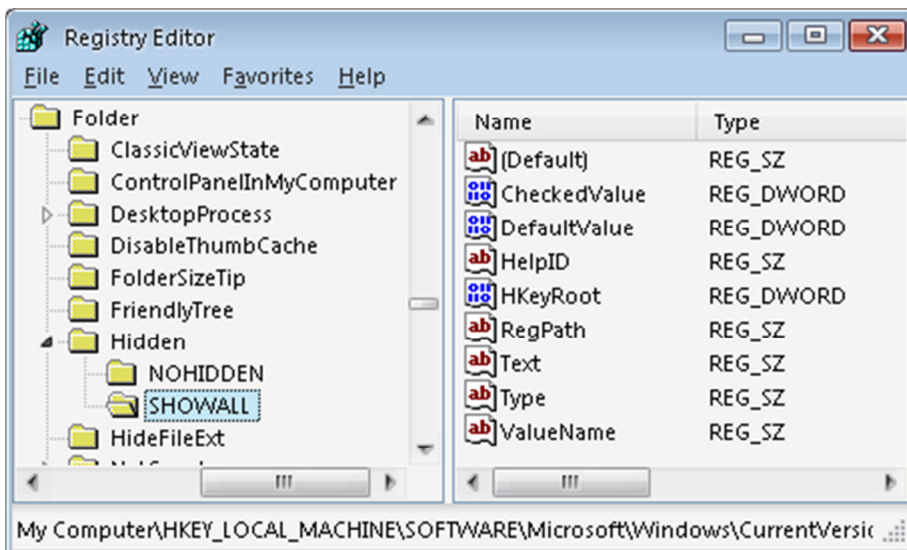 Registry Editor
File Edit View Favorites Help
Folder
ClassicViewState
ControlPanelInMyComputer
DesktopProcess
DisableThumbCache
FolderSizeTip
FriendlyTree
Hidden
NOHIDDEN
SHOWALL
HideFileExt
Name Type
(Default) REG_SZ
CheckedValue REG_DWORD
DefaultValue REG_DWORD
HelpID REG_SZ
HKeyRoot REG_DWORD
RegPath REG_SZ
Text REG_SZ
Type REG_SZ
ValueName REG_SZ
My Computer\HKEY_LOCAL_MACHINE\SOFTWARE\Microsoft\Windows\CurrentVersic